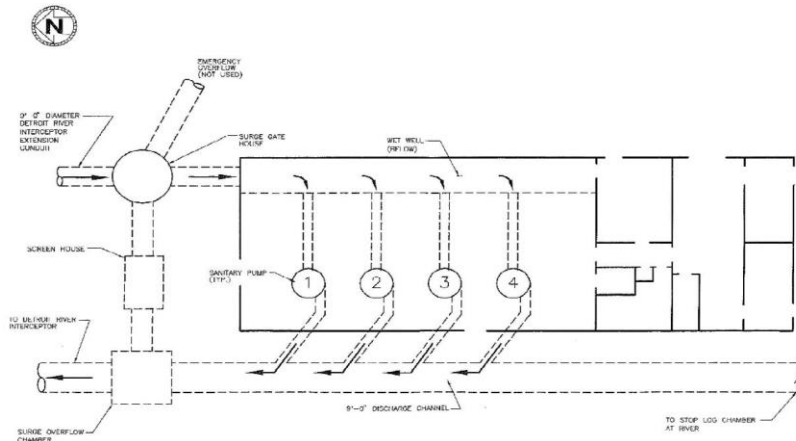 N
EMERGENCY
OVERFLOW
(NOT USED)
DIAMETER
DETROIT RIVER
INTERCEPTOR
EXTENSION
CONDUIT
SURGE GATE
HOUSE
WET WELL
(BELOW)
SCREEN HOUSE
SANITARY PUMP
(TYP.)
1
2
3
4
TO DETROIT RIVER
INTERCEPTOR
9'-0" DISCHARGE CHANNEL
SURGE OVERFLOW
CHAMBER
TO STOP LOG CHAMBER
AT RIVER